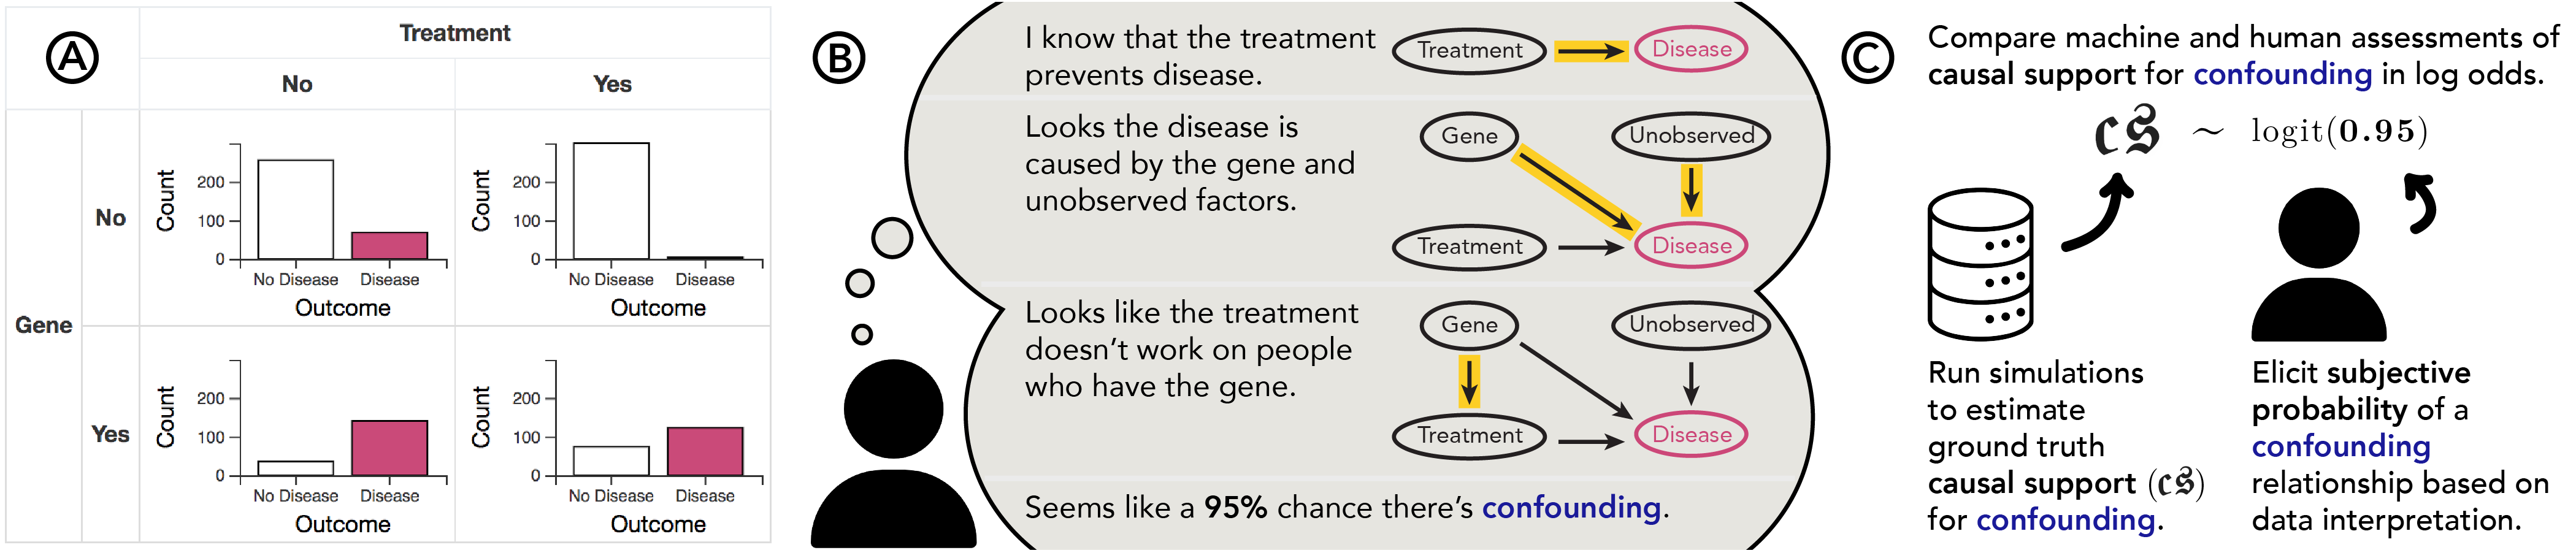 A
Treatment
No
Yes
Gene
No
Count
200
100
0
No Disease
Disease
Outcome
Count
200
100
0
No Disease
Disease
Outcome
Yes
Count
200
100
0
No Disease
Disease
Outcome
Count
200
100
0
No Disease
Disease
Outcome
B
I know that the treatment
prevents disease.
Treatment
Disease
Looks the disease is
caused by the gene and
unobserved factors.
Gene
Unobserved
Treatment
Disease
Looks like the treatment
doesn't work on people
who have the gene.
Gene
Unobserved
Treatment
Disease
Seems like a 95% chance there's confounding.
C
Compare machine and human assessments of
causal support for confounding in log odds.
𝖈𝕾 ~ logit(0.95)
Run simulations
to estimate
ground truth
causal support (𝖈𝕾)
for confounding.
Elicit subjective
probability of a
confounding
relationship based on
data interpretation.